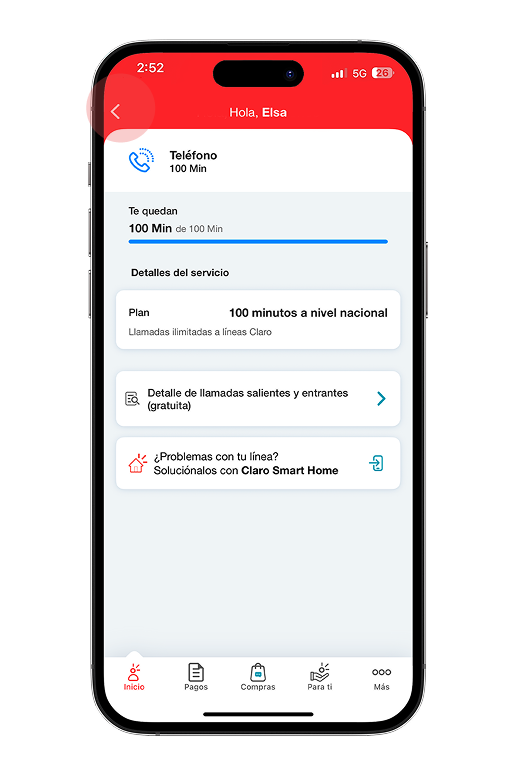 2:52
5G 26
Hola, Elsa
Teléfono
100 Min
Te quedan
100 Min de 100 Min
Detalles del servicio
Plan 100 minutos a nivel nacional
Llamadas ilimitadas a líneas Claro
Detalle de llamadas salientes y entrantes
(gratuita)
¿Problemas con tu línea?
Soluciónalos con Claro Smart Home
Inicio Pagos Compras Para ti Más